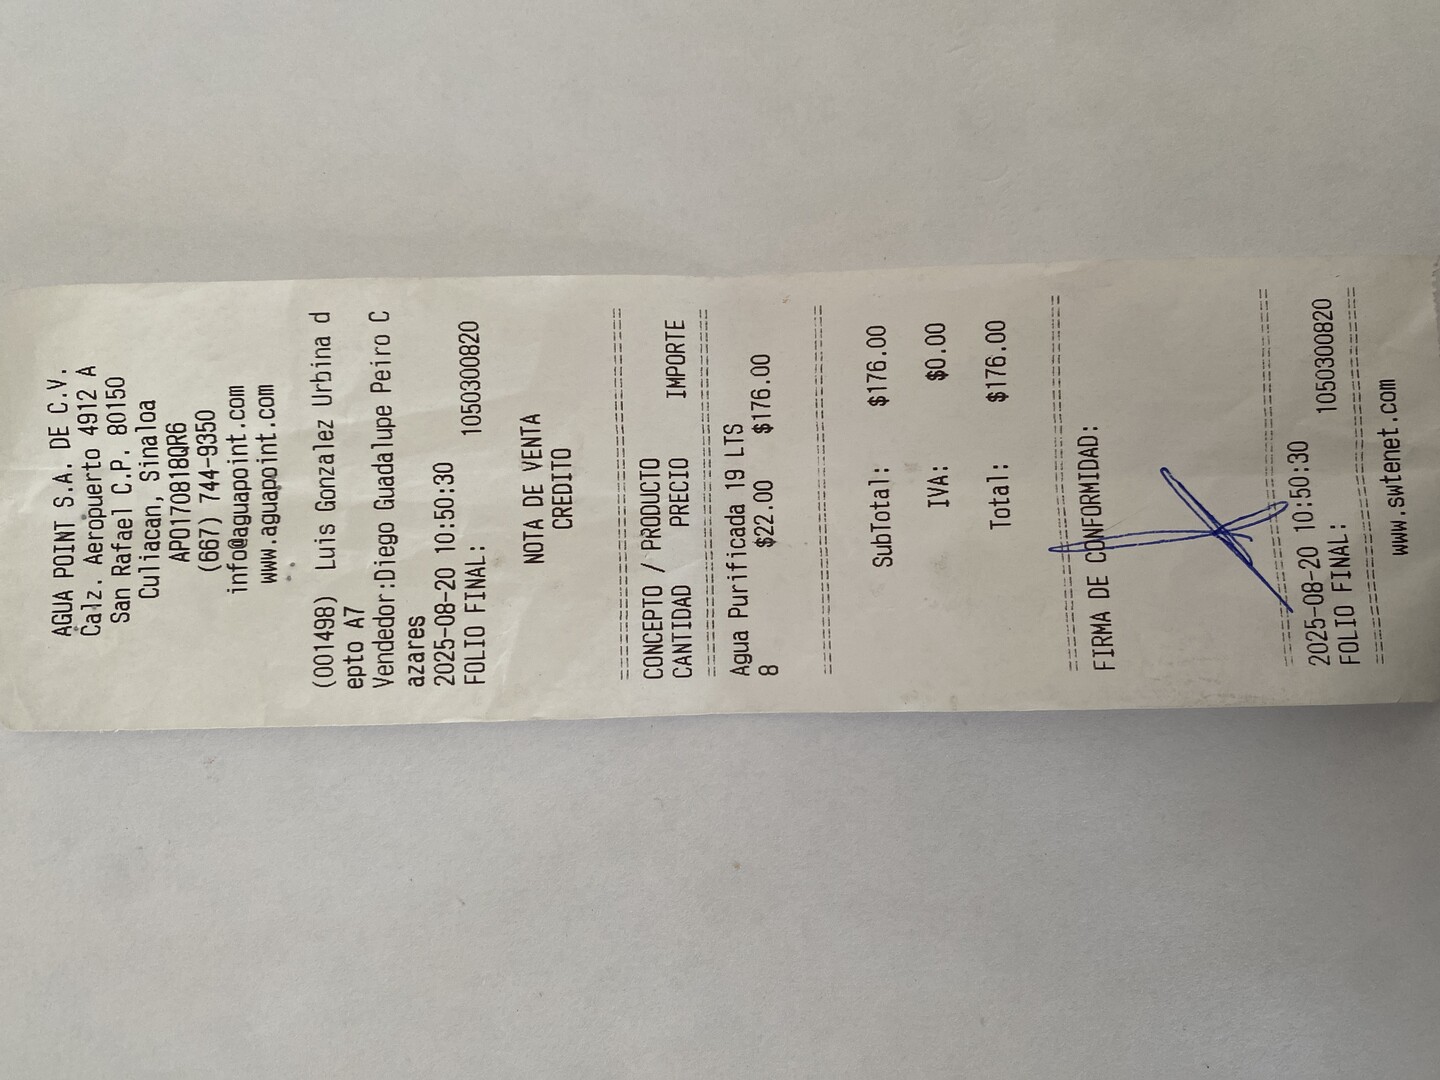 AGUA POINT S.A. DE C.V.
Calz. Aeropuerto 4912 A
San Rafael C.P. 80150
Culiacan, Sinaloa
APO170818QR6
(667) 744-9350
info@aguapoint.com
www.aguapoint.com
(001498) Luis Gonzalez Urbina d
epto A7
Vendedor:Diego Guadalupe Peiro C
azares
2025-08-20 10:50:30
FOLIO FINAL: 1050300820
NOTA DE VENTA
CREDITO
================================
CONCEPTO / PRODUCTO
CANTIDAD PRECIO IMPORTE
================================
Agua Purificada 19 LTS
8 $22.00 $176.00
================================
SubTotal: $176.00
IVA: $0.00
Total: $176.00
================================
FIRMA DE CONFORMIDAD:
================================
2025-08-20 10:50:30
FOLIO FINAL: 1050300820
================================
www.swtenet.com